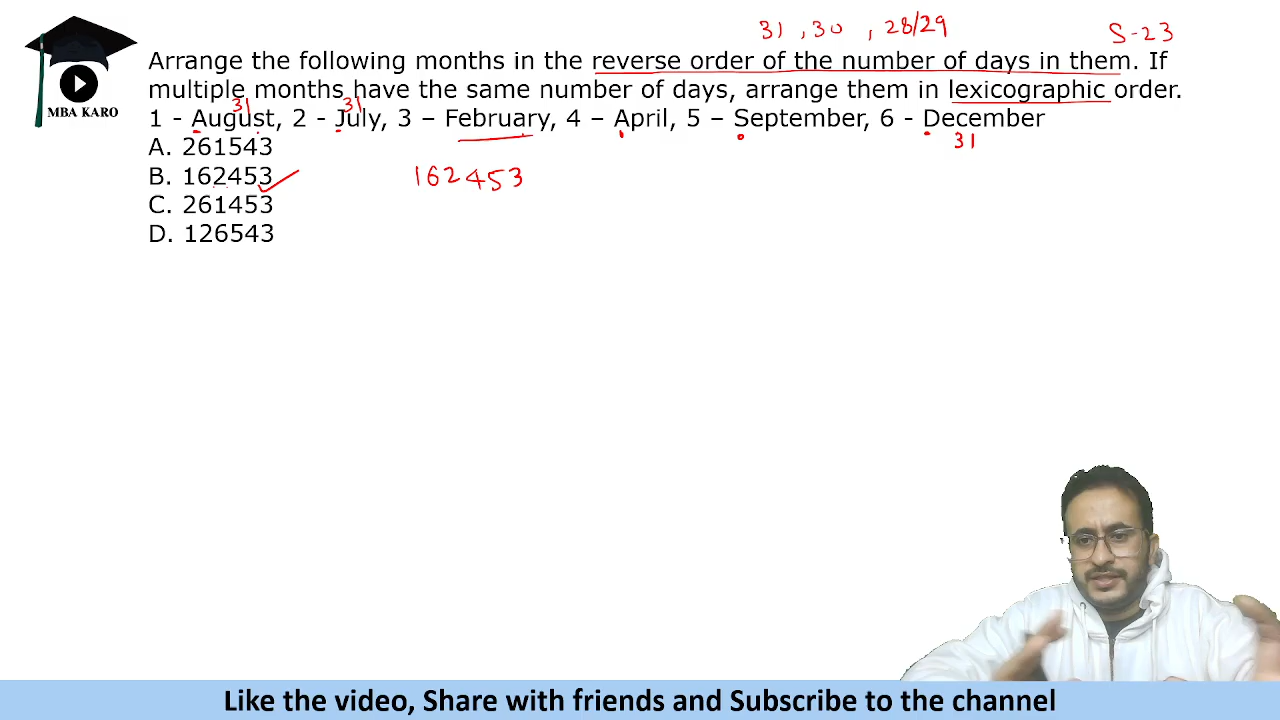 31 , 30 , 28/29
S-23
Arrange the following months in the reverse order of the number of days in them. If
multiple months have the same number of days, arrange them in lexicographic order.
31 31
1 - August, 2 - July, 3 – February, 4 – April, 5 – September, 6 - December
31
A. 261543
B. 162453
162453
C. 261453
D. 126543
MBA KARO
Like the video, Share with friends and Subscribe to the channel